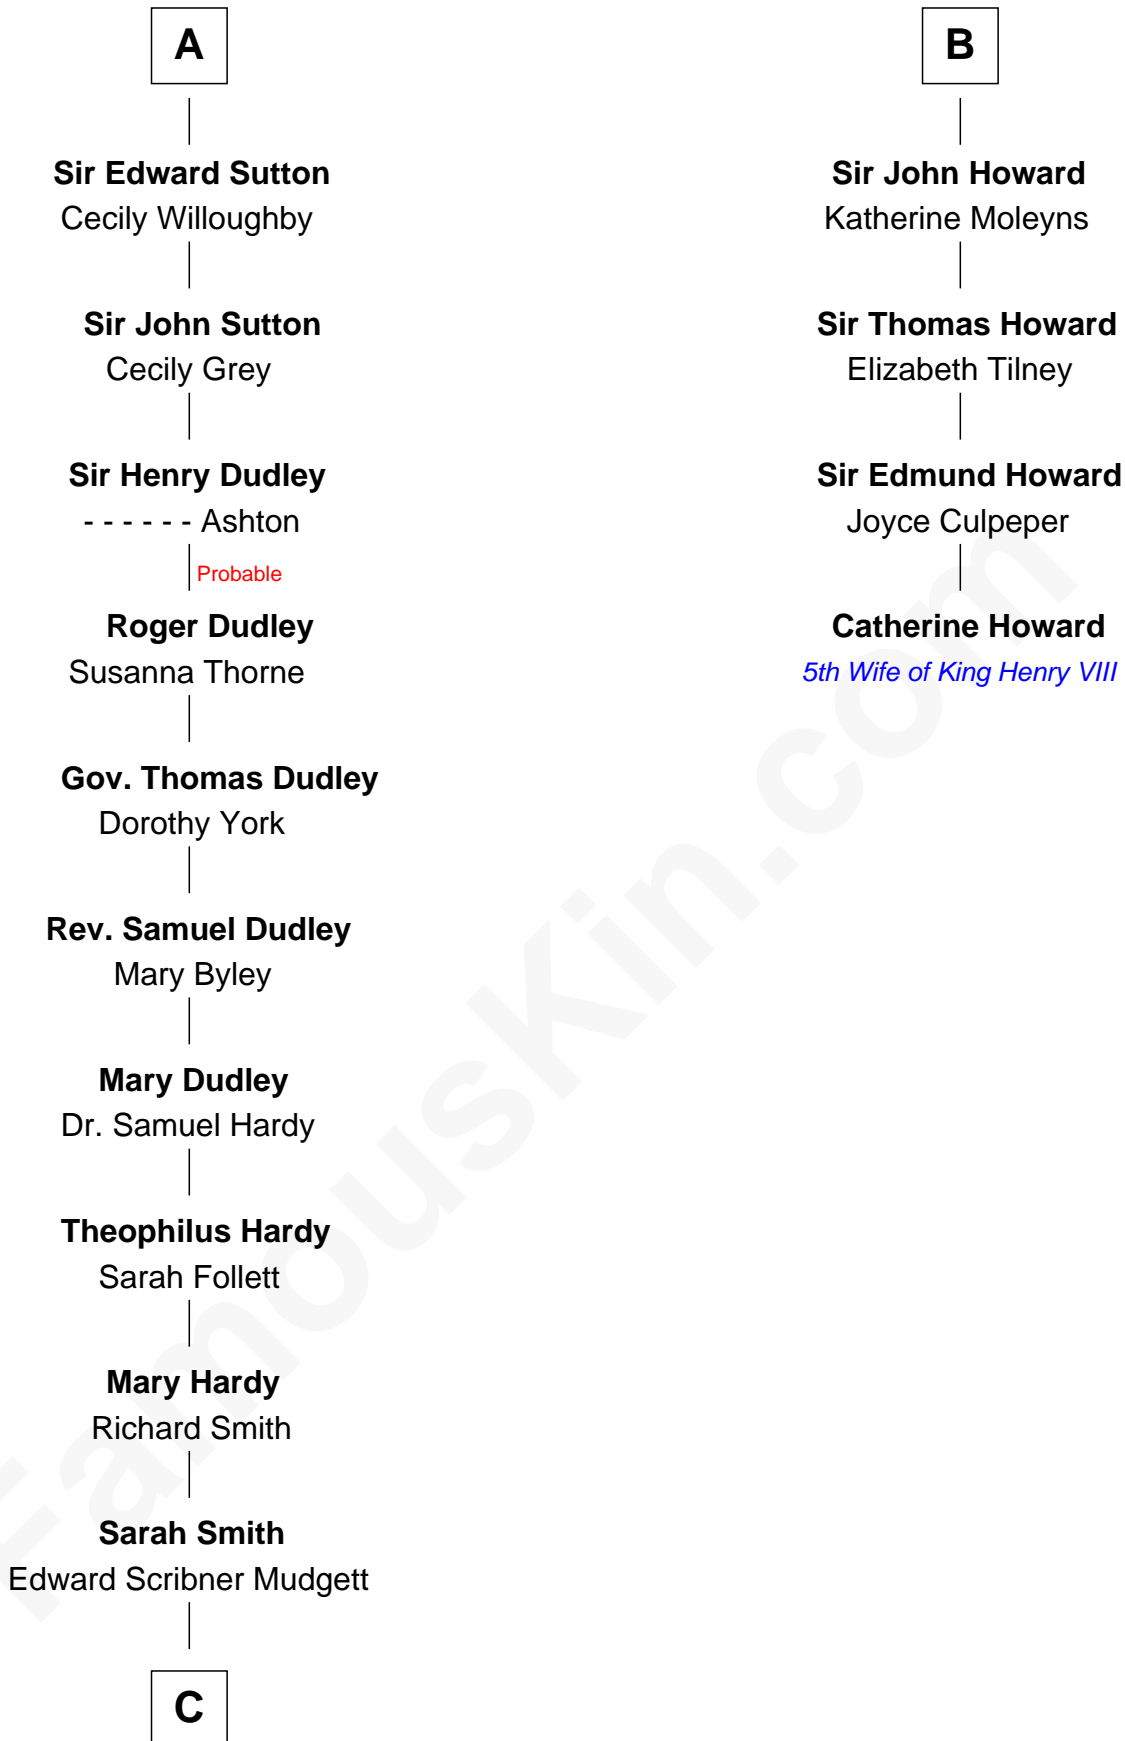 A
Sir Edward Sutton
Cecily Willoughby
Sir John Sutton
Cecily Grey
Sir Henry Dudley
- - - - - - Ashton
Probable
Roger Dudley
Susanna Thorne
Gov. Thomas Dudley
Dorothy York
Rev. Samuel Dudley
Mary Byley
Mary Dudley
Dr. Samuel Hardy
Theophilus Hardy
Sarah Follett
Mary Hardy
Richard Smith
Sarah Smith
Edward Scribner Mudgett
C
B
Sir John Howard
Katherine Moleyns
Sir Thomas Howard
Elizabeth Tilney
Sir Edmund Howard
Joyce Culpeper
Catherine Howard
5th Wife of King Henry VIII
FamousKin.com